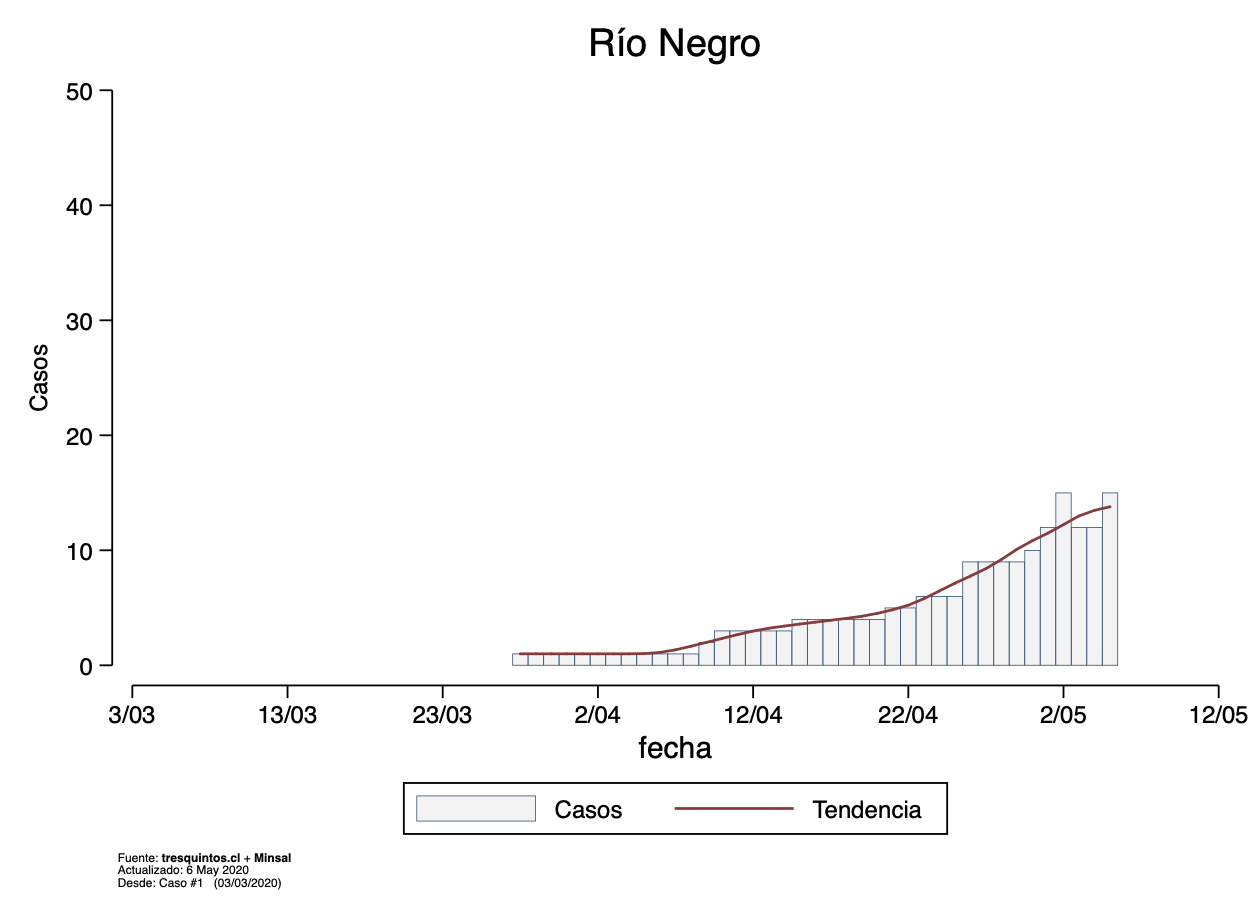 Río Negro
50
40
30
20
10
0
Casos
3/03 13/03 23/03 2/04 12/04 22/04 2/05 12/05
fecha
Casos Tendencia
Fuente: tresquintos.cl + Minsal
Actualizado: 6 May 2020
Desde: Caso #1 (03/03/2020)